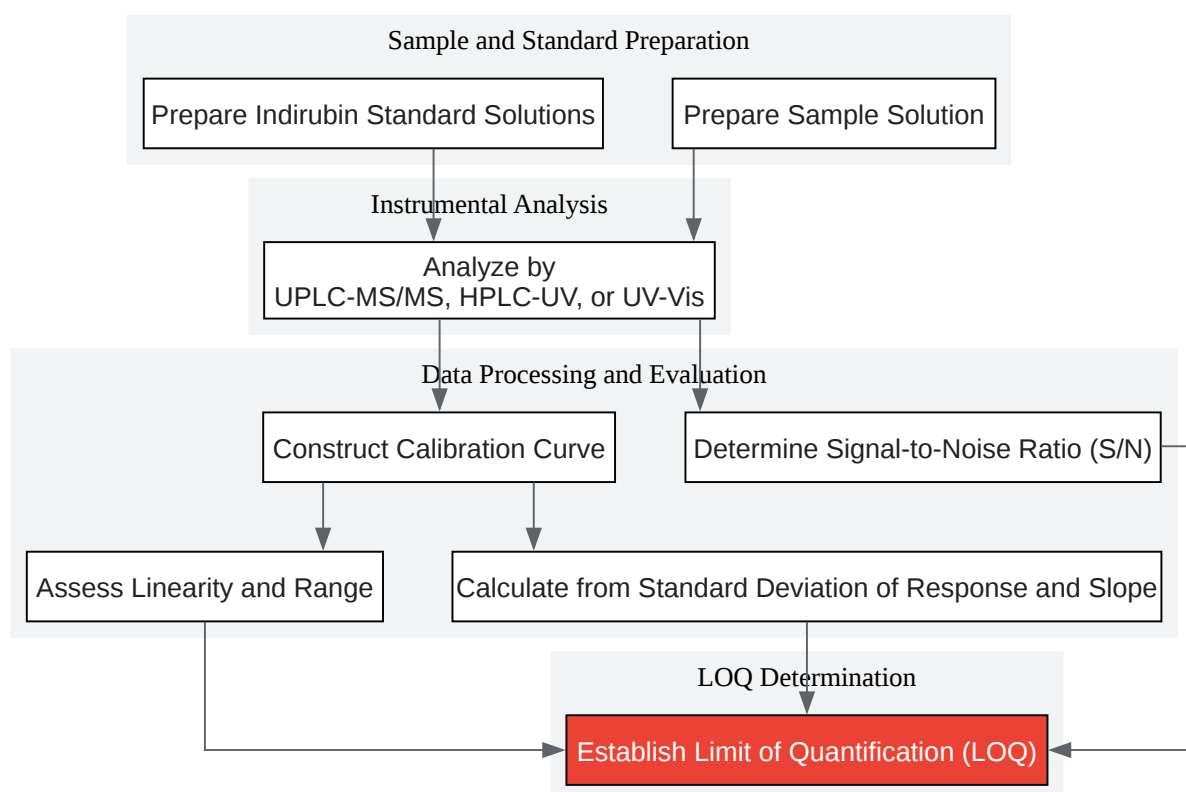 Sample and Standard Preparation
Prepare Indirubin Standard Solutions
Prepare Sample Solution
Instrumental Analysis
Analyze by
UPLC-MS/MS, HPLC-UV, or UV-Vis
Data Processing and Evaluation
Construct Calibration Curve
Determine Signal-to-Noise Ratio (S/N)
Assess Linearity and Range
Calculate from Standard Deviation of Response and Slope
LOQ Determination
Establish Limit of Quantification (LOQ)